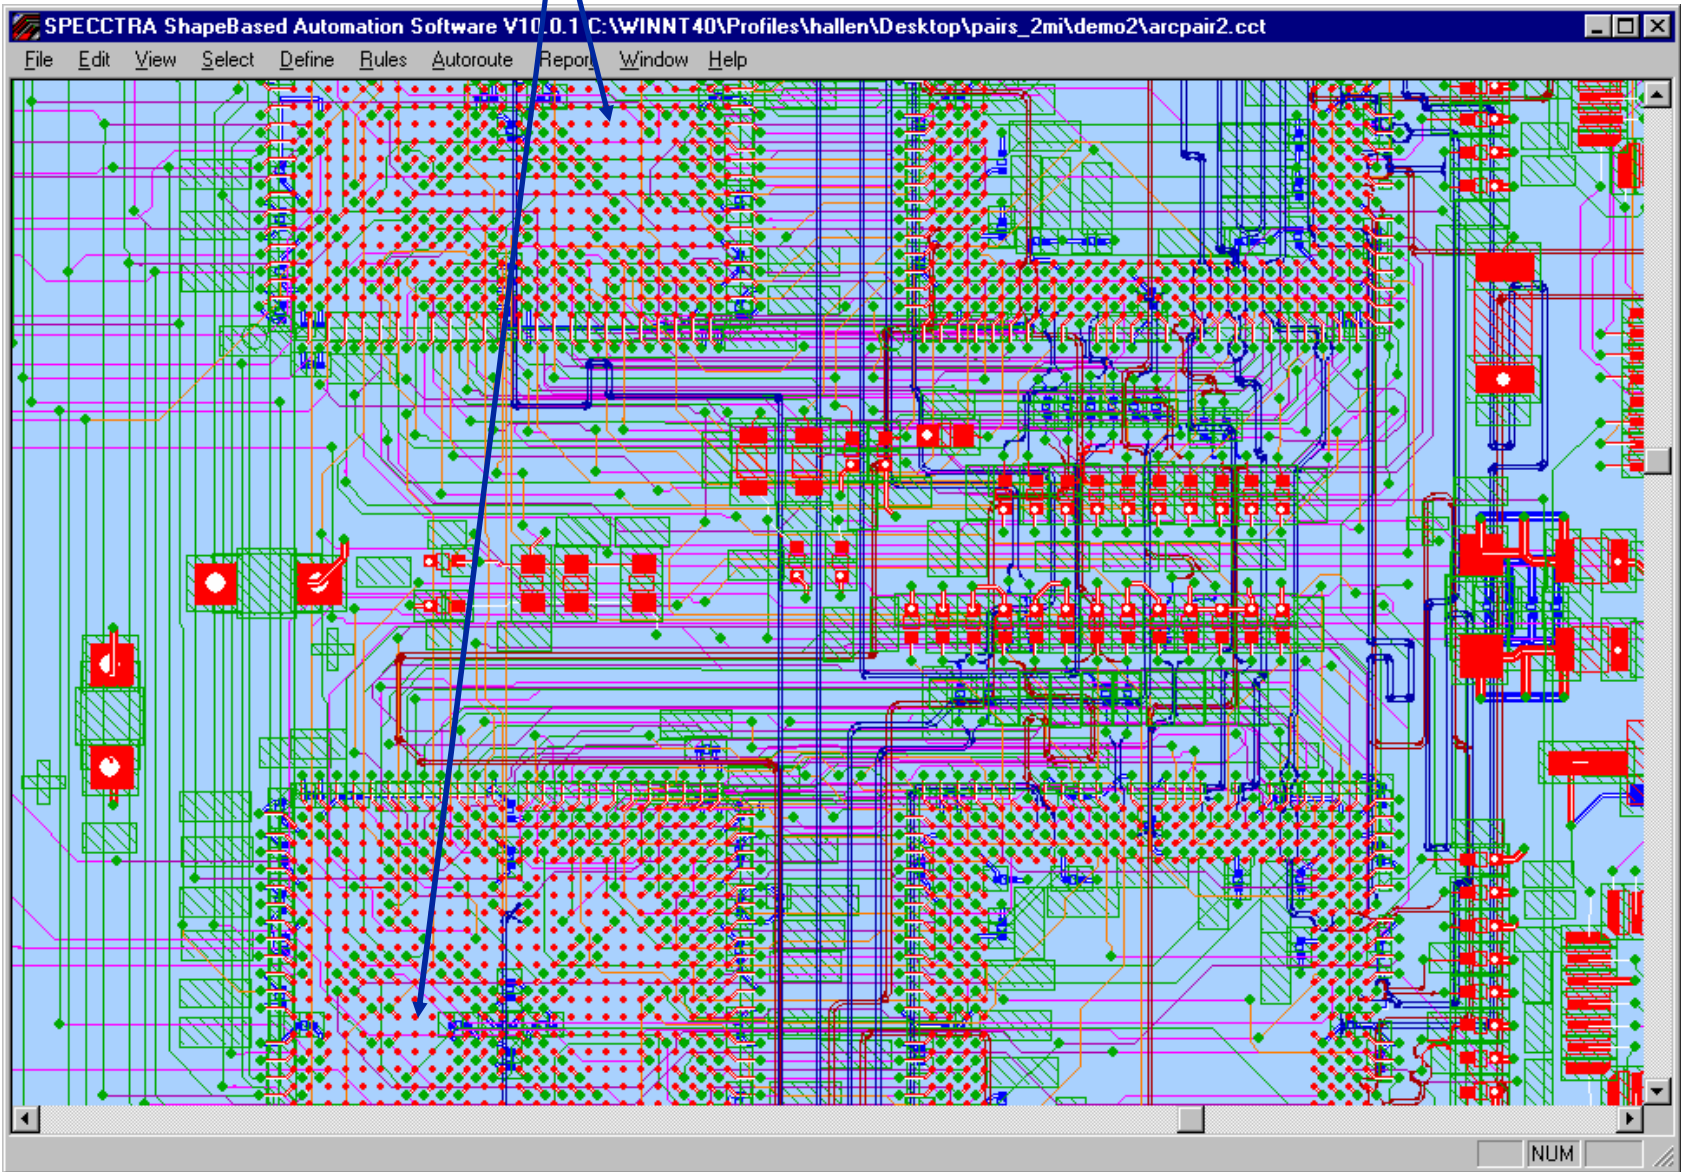 SPECCTRA ShapeBased Automation Software V10.0.1 C:\WINNT40\Profiles\hallen\Desktop\pairs_2mi\demo2\arcpair2.cct
File Edit View Select Define Rules Autoroute Report Window Help
NUM